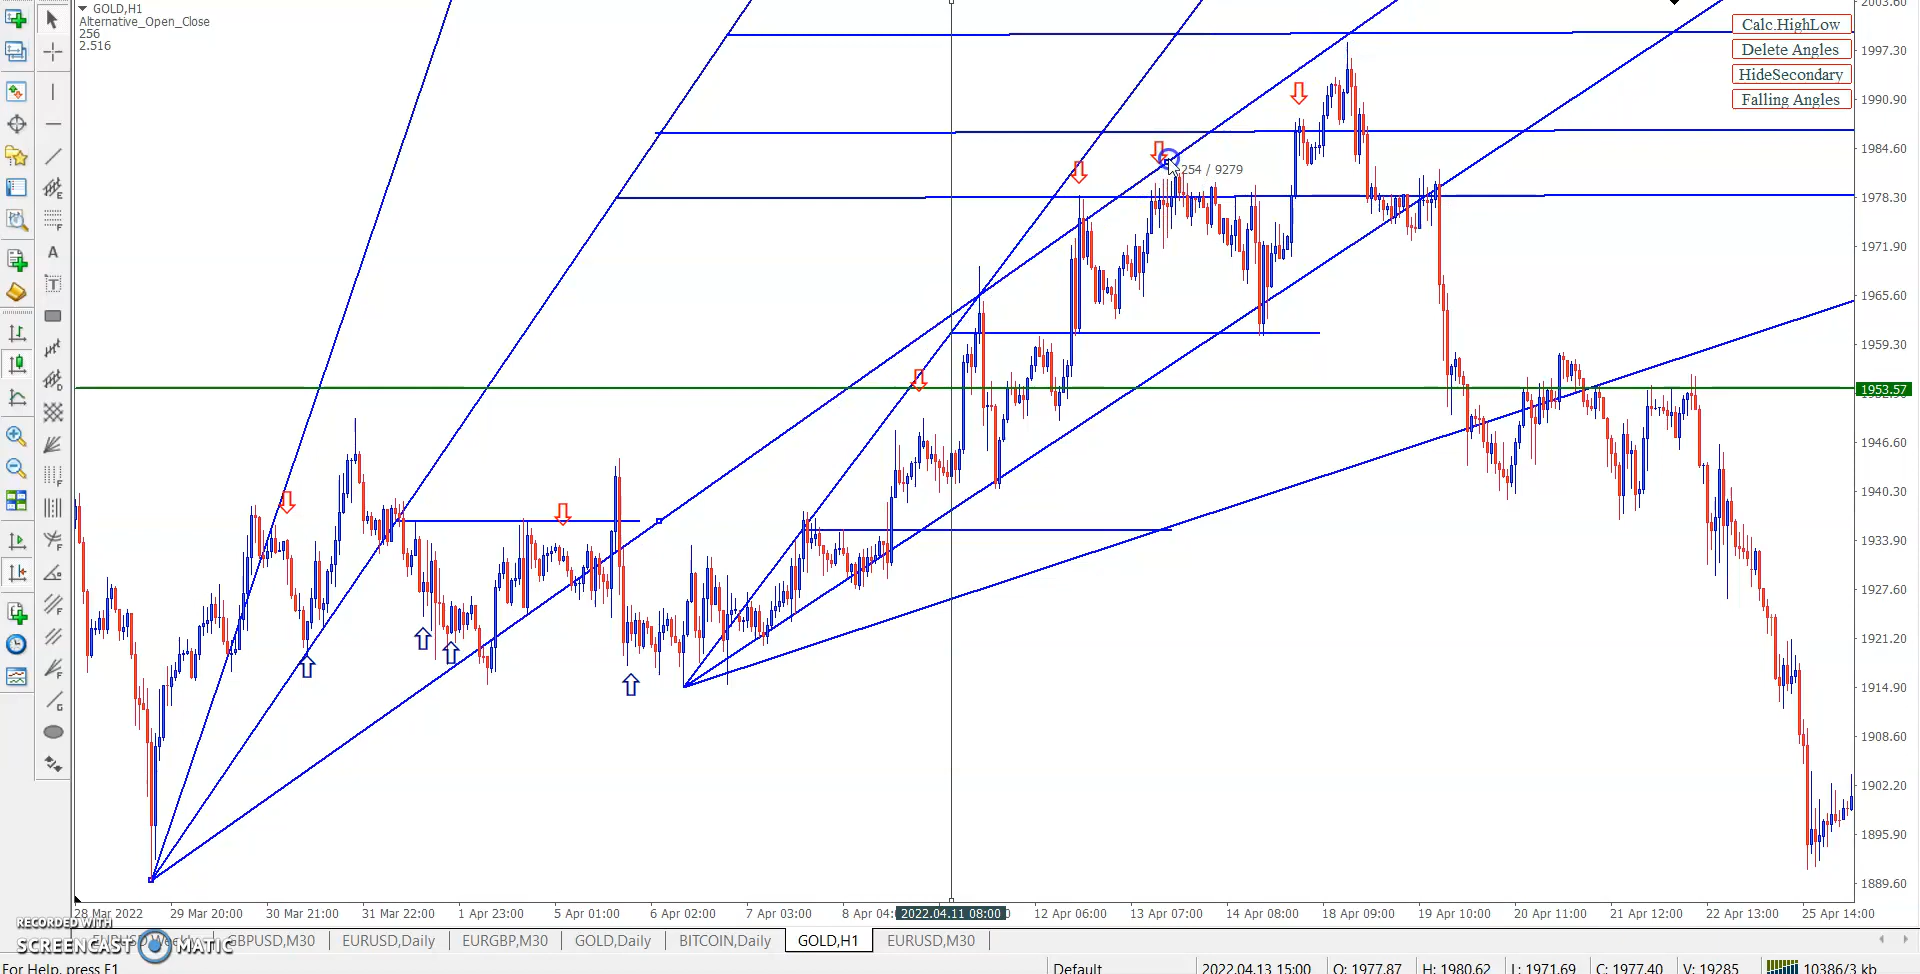 GOLD,H1
Alternative_Open_Close
256
2.516
Calc.HighLow
Delete Angles
HideSecondary
Falling Angles
2003.60
1997.30
1990.90
1984.60
1978.30
1971.90
1965.60
1959.30
1953.57
1946.60
1940.30
1933.90
1927.60
1921.20
1914.90
1908.60
1902.20
1895.90
1889.60
254 / 9279
28 Mar 2022 29 Mar 20:00 30 Mar 21:00 31 Mar 22:00 1 Apr 23:00 5 Apr 01:00 6 Apr 02:00 7 Apr 03:00 8 Apr 04: 2022.04.11 08:00 12 Apr 06:00 13 Apr 07:00 14 Apr 08:00 18 Apr 09:00 19 Apr 10:00 20 Apr 11:00 21 Apr 12:00 22 Apr 13:00 25 Apr 14:00
RECORDED WITH
SCREENCAST MATIC
GBPUSD,M30 EURUSD,Daily EURGBP,M30 GOLD,Daily BITCOIN,Daily GOLD,H1 EURUSD,M30
For Help, press F1 Default 2022.04.13 15:00 O: 1977.87 H: 1980.62 L: 1971.69 C: 1977.40 V: 19285 10386/3 kb